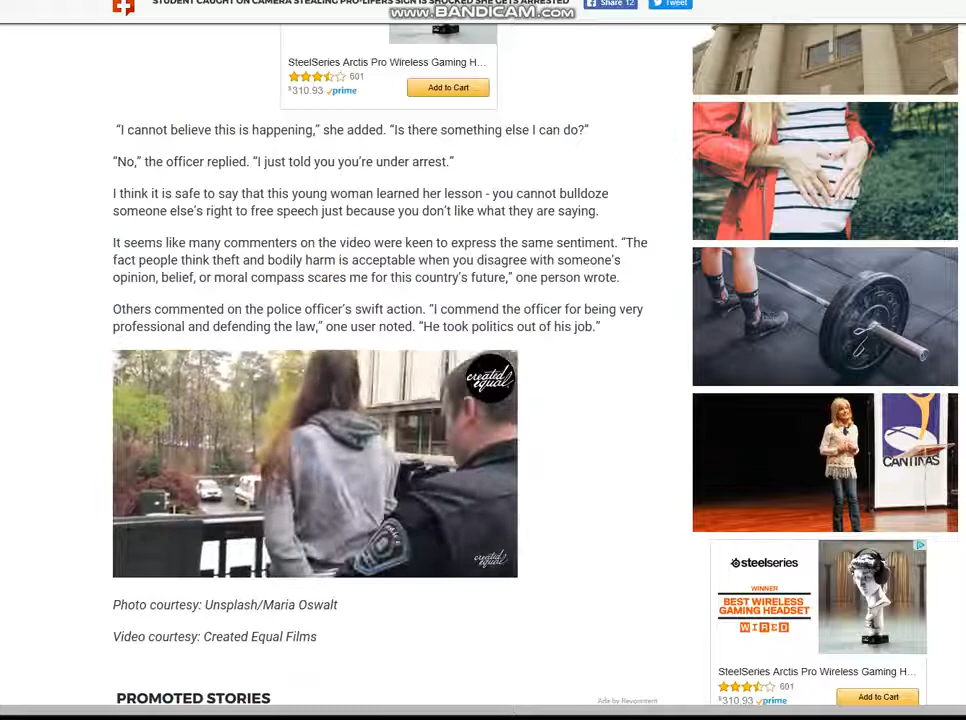 STUDENT CAUGHT ON CAMERA STEALING PRO-LIFERS SIGN IS SHOCKED SHE GETS ARRESTED
Share 12
Tweet
www.BANDICAM.com
SteelSeries Arctis Pro Wireless Gaming H...
601
$310.93 prime
Add to Cart
“I cannot believe this is happening,” she added. “Is there something else I can do?”
“No,” the officer replied. “I just told you you’re under arrest.”
I think it is safe to say that this young woman learned her lesson - you cannot bulldoze
someone else’s right to free speech just because you don’t like what they are saying.
It seems like many commenters on the video were keen to express the same sentiment. “The
fact people think theft and bodily harm is acceptable when you disagree with someone’s
opinion, belief, or moral compass scares me for this country’s future,” one person wrote.
Others commented on the police officer’s swift action. “I commend the officer for being very
professional and defending the law,” one user noted. “He took politics out of his job.”
created
equal
created
equal
Photo courtesy: Unsplash/Maria Oswalt
Video courtesy: Created Equal Films
PROMOTED STORIES
Ads by Revcontent
CANTINAS
steelseries
WINNER
BEST WIRELESS
GAMING HEADSET
WIRED
SteelSeries Arctis Pro Wireless Gaming H...
601
$310.93 prime
Add to Cart